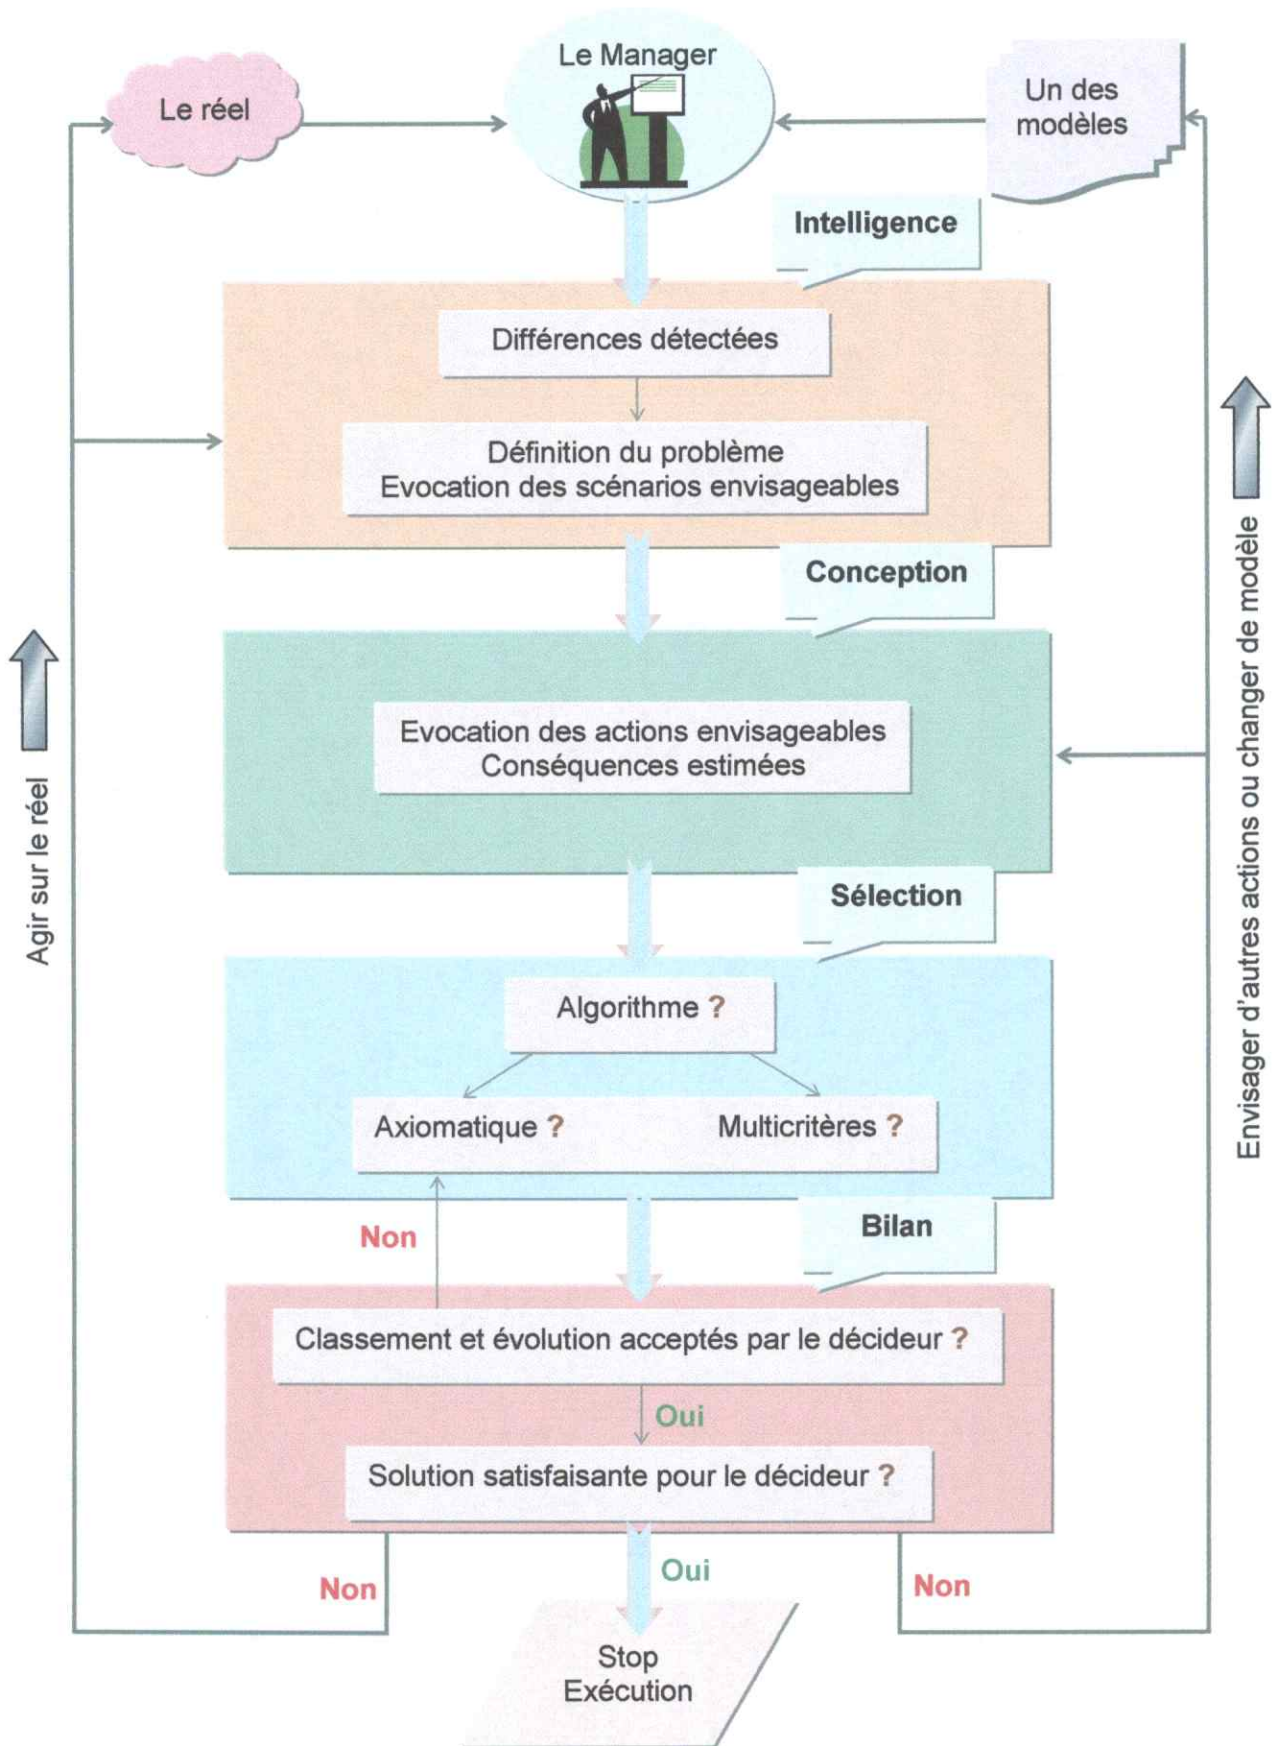 Le Manager
Le réel
Un des
modèles
Intelligence
Différences détectées
Définition du problème
Evocation des scénarios envisageables
Conception
Evocation des actions envisageables
Conséquences estimées
Sélection
Algorithme ?
Axiomatique ? Multicritères ?
Bilan
Non
Classement et évolution acceptés par le décideur ?
Oui
Solution satisfaisante pour le décideur ?
Non
Oui
Non
Stop
Exécution
Agir sur le réel
Envisager d'autres actions ou changer de modèle